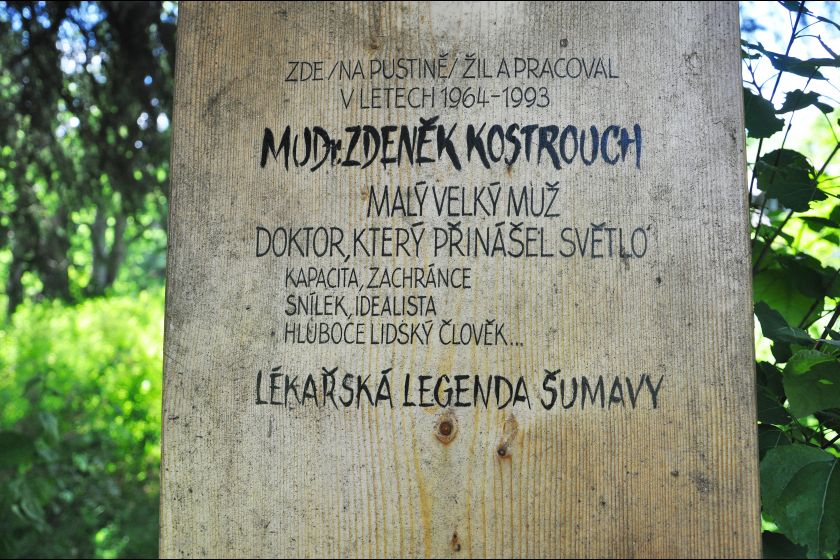 ZDE /NA PUSTINĚ/ ŽIL A PRACOVAL
V LETECH 1964-1993
MUDr. ZDENĚK KOSTROUCH
MALÝ VELKÝ MUŽ
DOKTOR, KTERÝ PŘINÁŠEL SVĚTLO
KAPACITA, ZACHRÁNCE
SNÍLEK, IDEALISTA
HLUBOCE LIDSKÝ ČLOVĚK...
LÉKAŘSKÁ LEGENDA ŠUMAVY